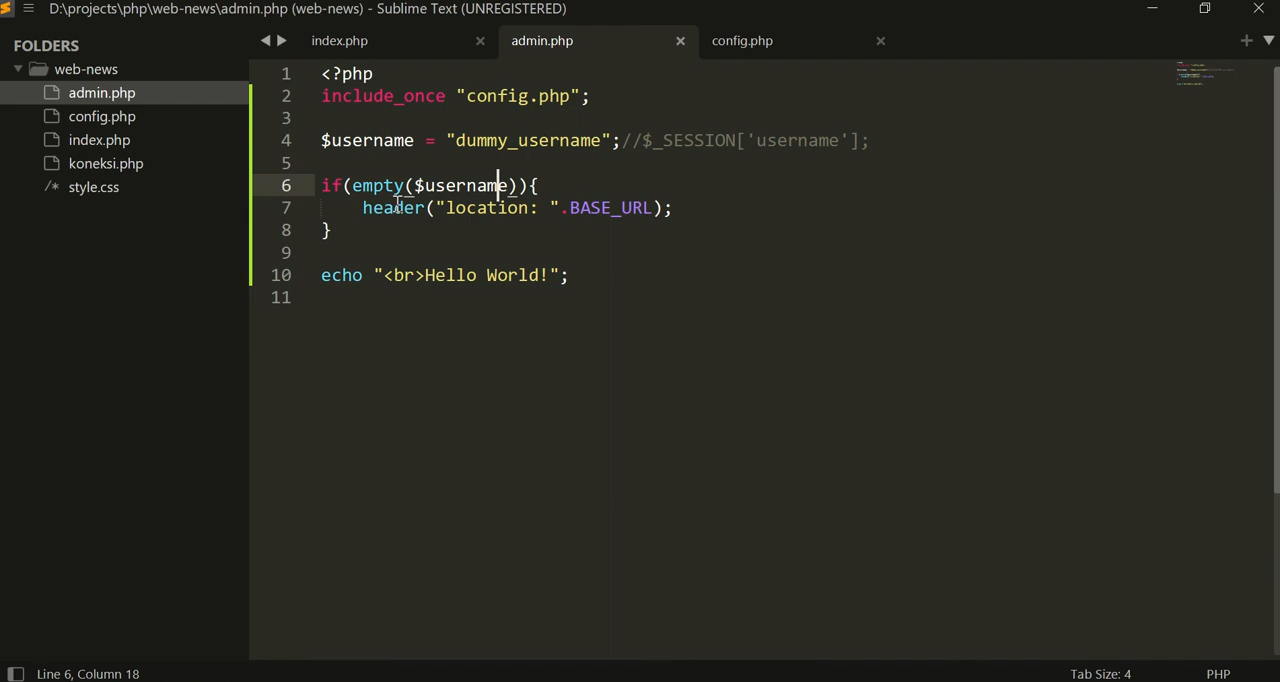 D:\projects\php\web-news\admin.php (web-news) - Sublime Text (UNREGISTERED)
FOLDERS
web-news
admin.php
config.php
index.php
koneksi.php
/* style.css
index.php
admin.php
config.php
1 <?php
2 include_once "config.php";
3
4 $username = "dummy_username";//$_SESSION['username'];
5
6 if(empty($username)){
7 header("location: ".BASE_URL);
8 }
9
10 echo "<br>Hello World!";
11
Line 6, Column 18
Tab Size: 4
PHP